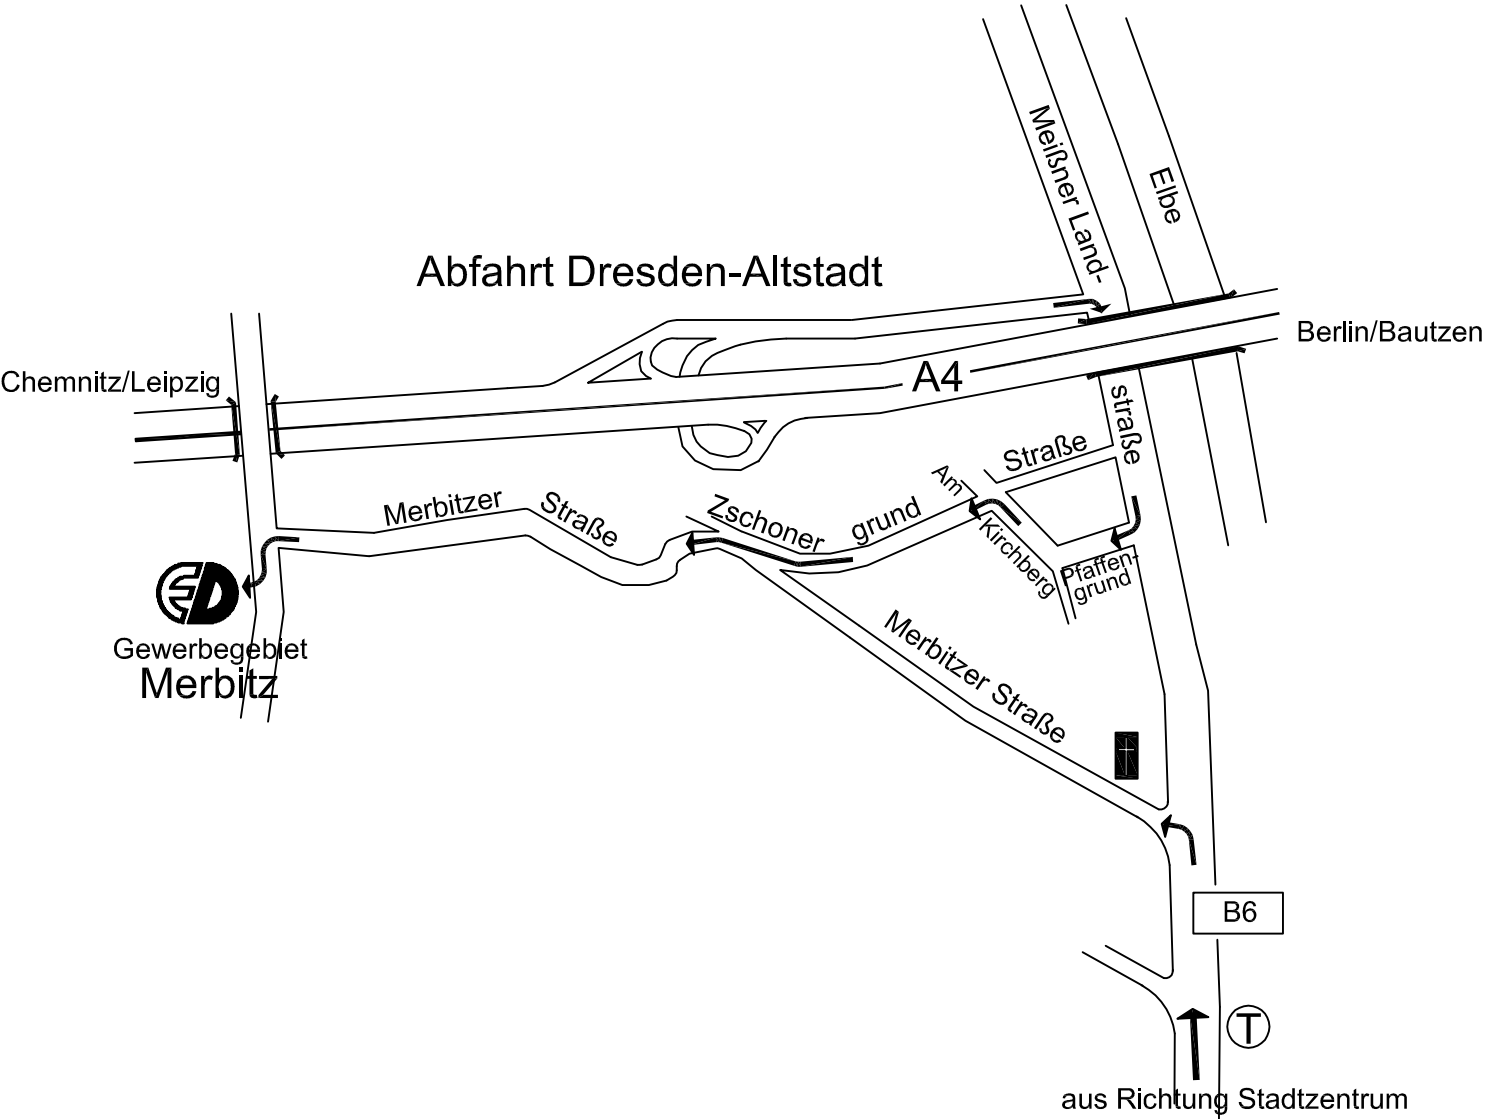 Meißner Land-
Elbe
Abfahrt Dresden-Altstadt
Berlin/Bautzen
Chemnitz/Leipzig
A4
straße
Straße
Am
Kirchberg
Merbitzer
Straße
Zschoner
grund
Pfaffen-
grund
ED
Gewerbegebiet
Merbitz
Merbitzer Straße
B6
T
aus Richtung Stadtzentrum